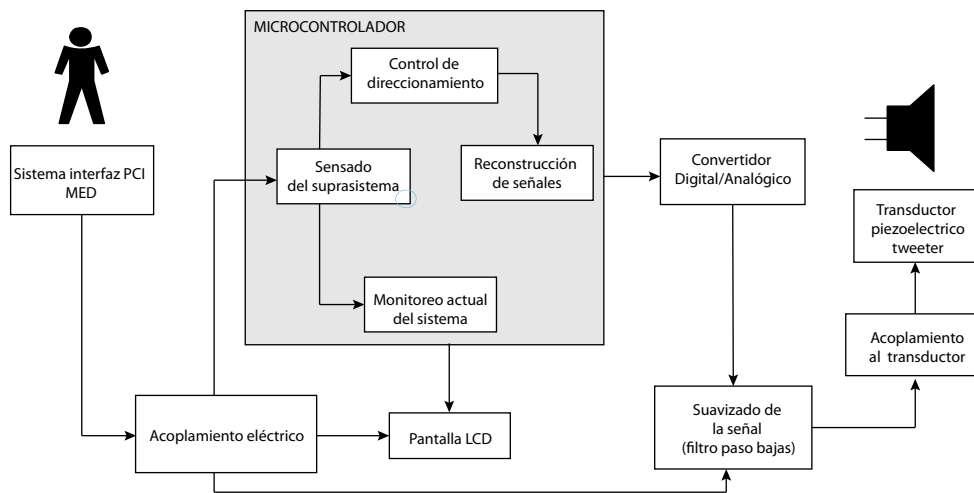 MICROCONTROLADOR
Control de
direccionamiento
Sistema interfaz PCI
MED
Sensado
del suprasistema
Reconstrucción
de señales
Convertidor
Digital/Analógico
Transductor
piezoelectrico
tweeter
Monitoreo actual
del sistema
Acoplamiento
al transductor
Acoplamiento eléctrico
Pantalla LCD
Suavizado de
la señal
(filtro paso bajas)